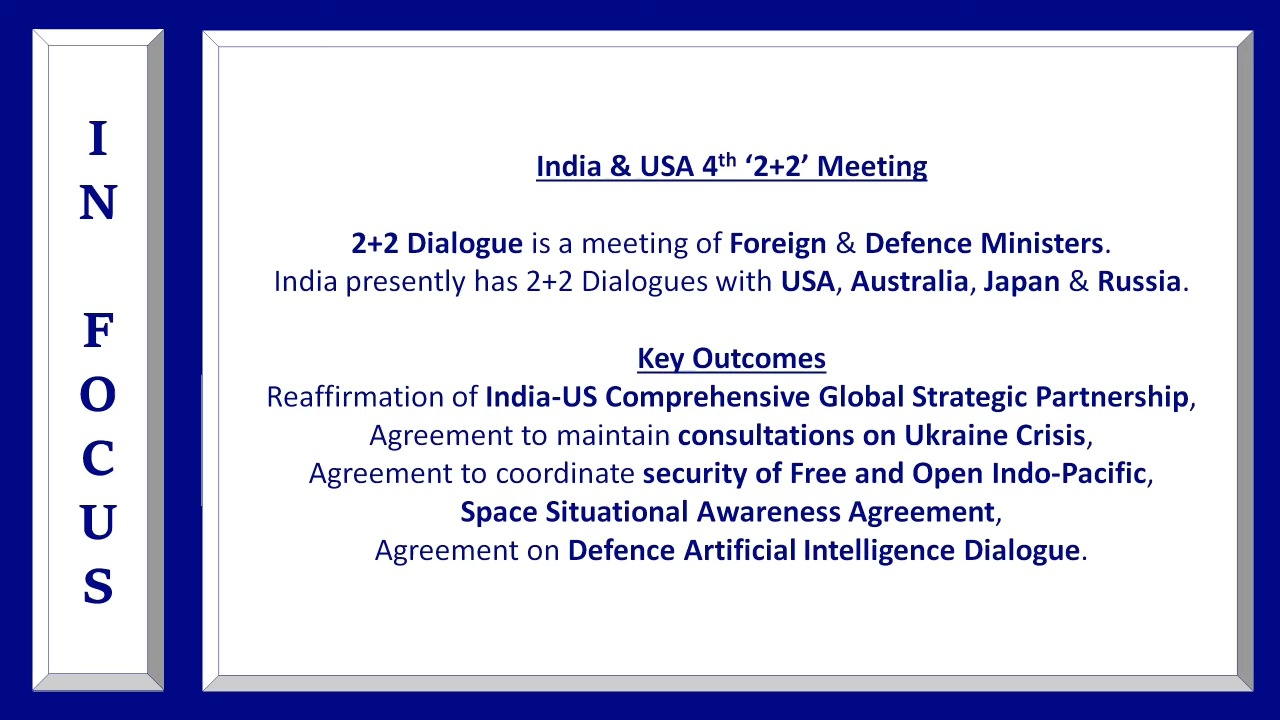 IN FOCUS
India & USA 4th ‘2+2’ Meeting
2+2 Dialogue is a meeting of Foreign & Defence Ministers.
India presently has 2+2 Dialogues with USA, Australia, Japan & Russia.
Key Outcomes
Reaffirmation of India-US Comprehensive Global Strategic Partnership,
Agreement to maintain consultations on Ukraine Crisis,
Agreement to coordinate security of Free and Open Indo-Pacific,
Space Situational Awareness Agreement,
Agreement on Defence Artificial Intelligence Dialogue.